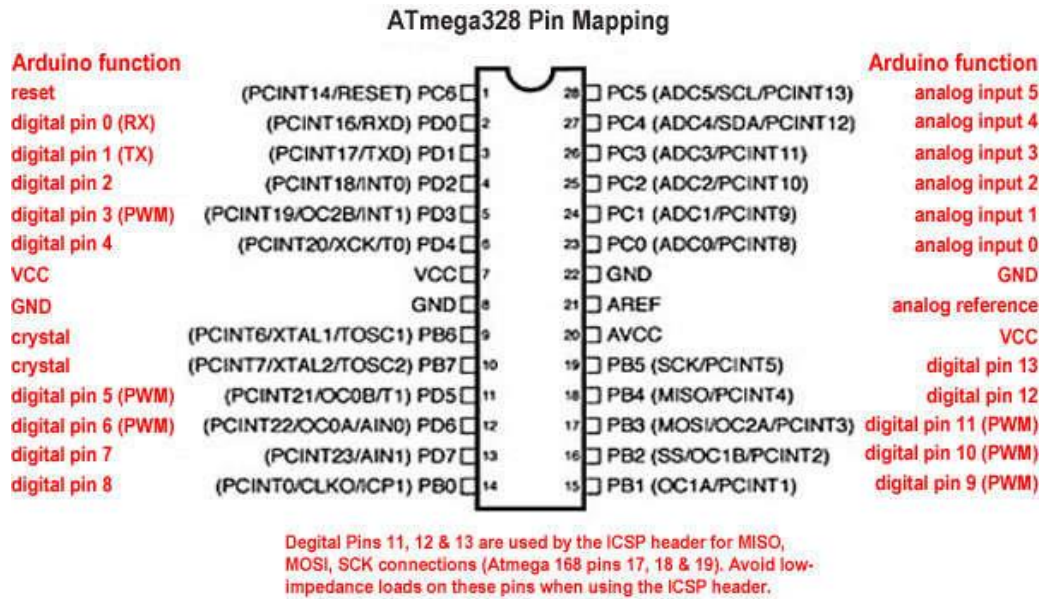 ATmega328 Pin Mapping
Arduino function Arduino function
reset (PCINT14/RESET) PC6 1 28 PC5 (ADC5/SCL/PCINT13) analog input 5
digital pin 0 (RX) (PCINT16/RXD) PD0 2 27 PC4 (ADC4/SDA/PCINT12) analog input 4
digital pin 1 (TX) (PCINT17/TXD) PD1 3 26 PC3 (ADC3/PCINT11) analog input 3
digital pin 2 (PCINT18/INT0) PD2 4 25 PC2 (ADC2/PCINT10) analog input 2
digital pin 3 (PWM) (PCINT19/OC2B/INT1) PD3 5 24 PC1 (ADC1/PCINT9) analog input 1
digital pin 4 (PCINT20/XCK/T0) PD4 6 23 PC0 (ADC0/PCINT8) analog input 0
VCC VCC 7 22 GND GND
GND GND 8 21 AREF analog reference
crystal (PCINT6/XTAL1/TOSC1) PB6 9 20 AVCC VCC
crystal (PCINT7/XTAL2/TOSC2) PB7 10 19 PB5 (SCK/PCINT5) digital pin 13
digital pin 5 (PWM) (PCINT21/OC0B/T1) PD5 11 18 PB4 (MISO/PCINT4) digital pin 12
digital pin 6 (PWM) (PCINT22/OC0A/AIN0) PD6 12 17 PB3 (MOSI/OC2A/PCINT3) digital pin 11 (PWM)
digital pin 7 (PCINT23/AIN1) PD7 13 16 PB2 (SS/OC1B/PCINT2) digital pin 10 (PWM)
digital pin 8 (PCINT0/CLKO/ICP1) PB0 14 15 PB1 (OC1A/PCINT1) digital pin 9 (PWM)
Degital Pins 11, 12 & 13 are used by the ICSP header for MISO,
MOSI, SCK connections (Atmega 168 pins 17, 18 & 19). Avoid low-
impedance loads on these pins when using the ICSP header.